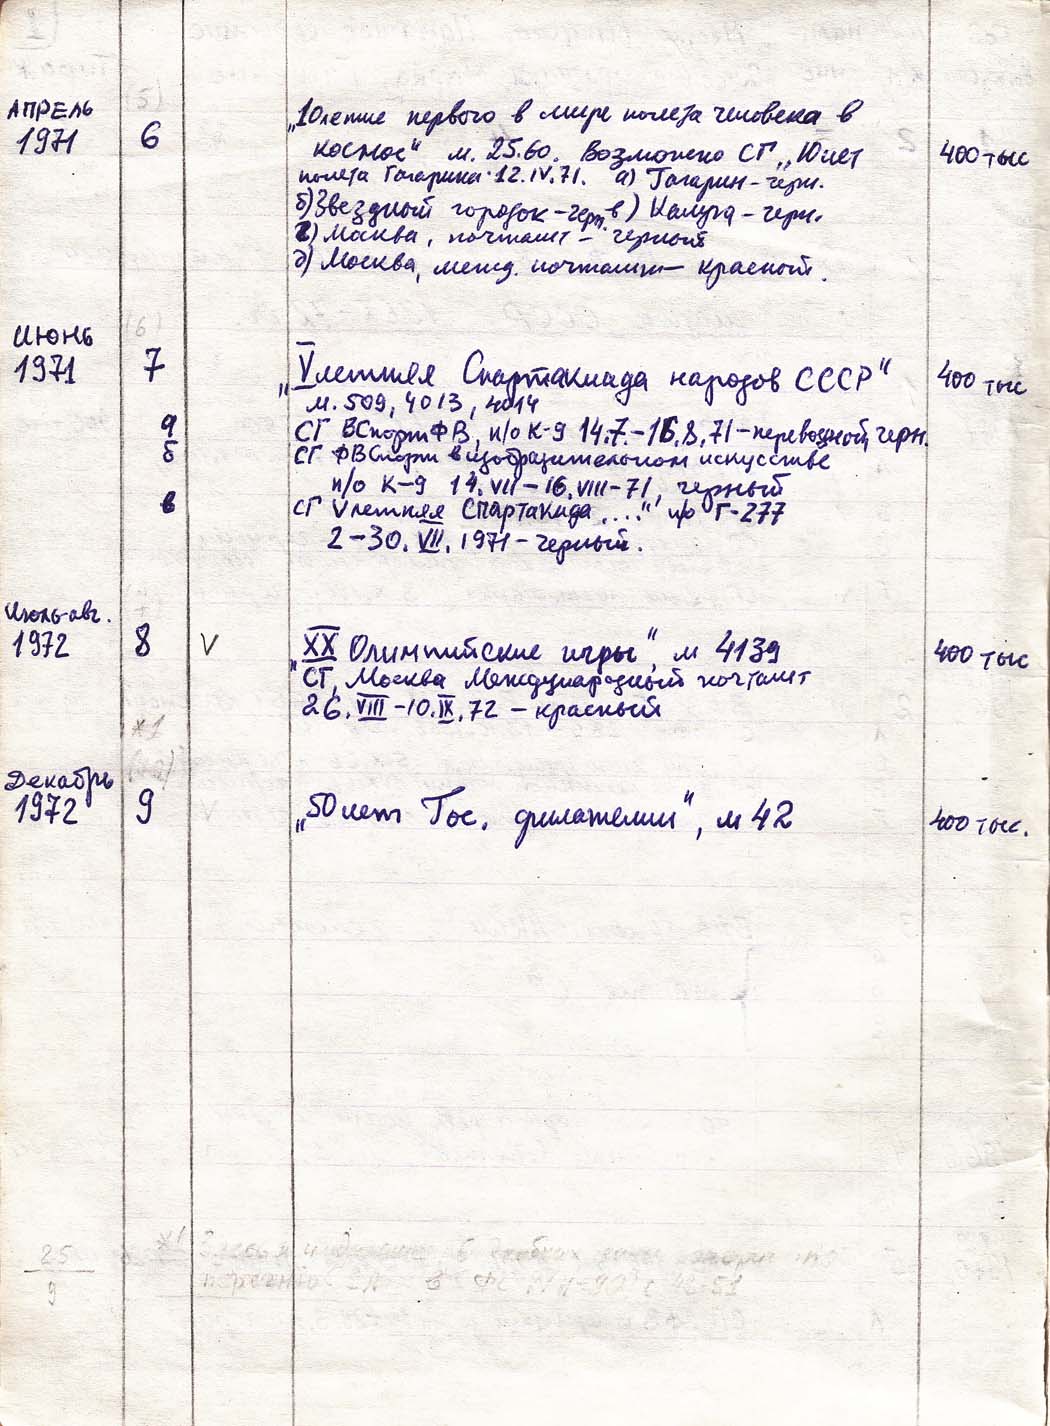 АПРЕЛЬ
1971
6
„10летие первого в мире полета человека в
космос" м. 25.60. Возможно СГ „10 лет
полета Гагарина" 12.IV.71. а) Гагарин-черн.
б) Звездный городок-черн. в) Калуга-черн.
г) Москва, почтамт - черный
д) Москва, межд. почтамт - красный.
400 тыс
(6)
Июнь
1971
7
„V летняя Спартакиада народов СССР"
400 тыс
м. 509, 4013, 4014
а
СГ ВСпортФВ, п/о К-9 14.7.-16.8.71-переводной, черн.
б
СГ ФВСпорт в изобразительном искусстве
п/о К-9 14.VII-16.VIII-71, черный
в
СГ V летняя Спартакиада...." п/о Г-277
2-30.VII.1971-черный.
Июль-авг.
1972
8
V
„XX Олимпийские игры", м 4139
400 тыс
СГ, Москва Международный почтамт
26.VIII-10.IX.72 - красный
*1
Декабрь
1972
9
„50 лет Гос. филателии", м 42
400 тыс.
25
9
*1